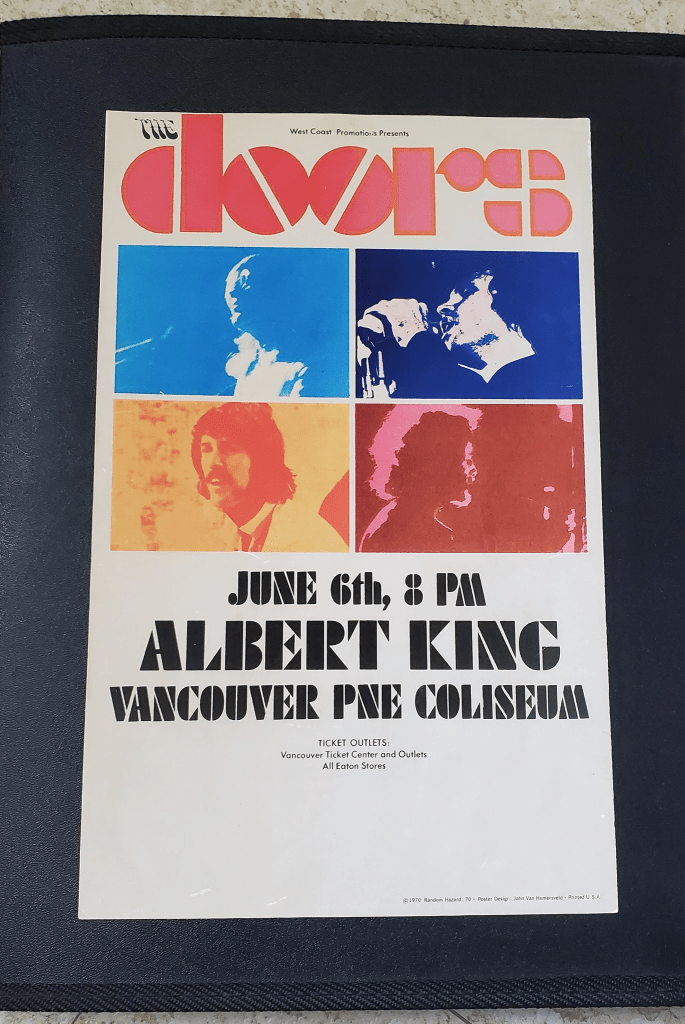 THE
West Coast Promotions Presents
doors
JUNE 6th, 8 PM
ALBERT KING
VANCOUVER PNE COLISEUM
TICKET OUTLETS:
Vancouver Ticket Center and Outlets
All Eaton Stores
©1970 Random Hazard: 70 - Poster Design: John Van Hamersveld - Printed U.S.A.